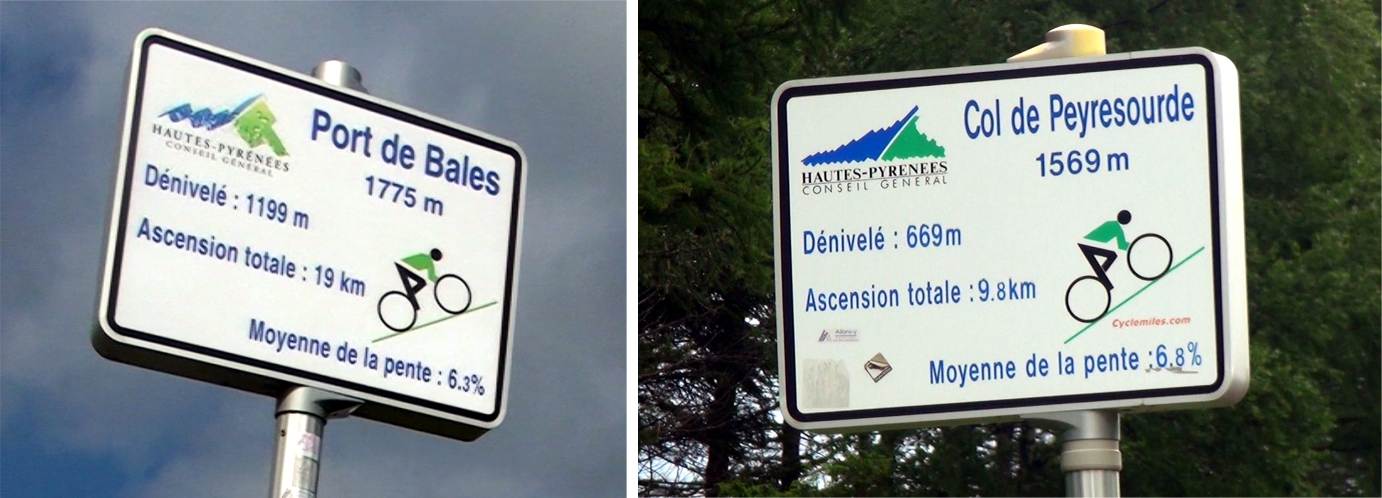 HAUTES-PYRÉNÉES
CONSEIL GÉNÉRAL
Port de Bales
1775 m
Dénivelé : 1199 m
Ascension totale : 19 km
Moyenne de la pente : 6.3%
HAUTES-PYRENEES
CONSEIL GENERAL
Col de Peyresourde
1569 m
Dénivelé : 669m
Ascension totale : 9.8km
Cyclemiles.com
Moyenne de la pente : 6.8%